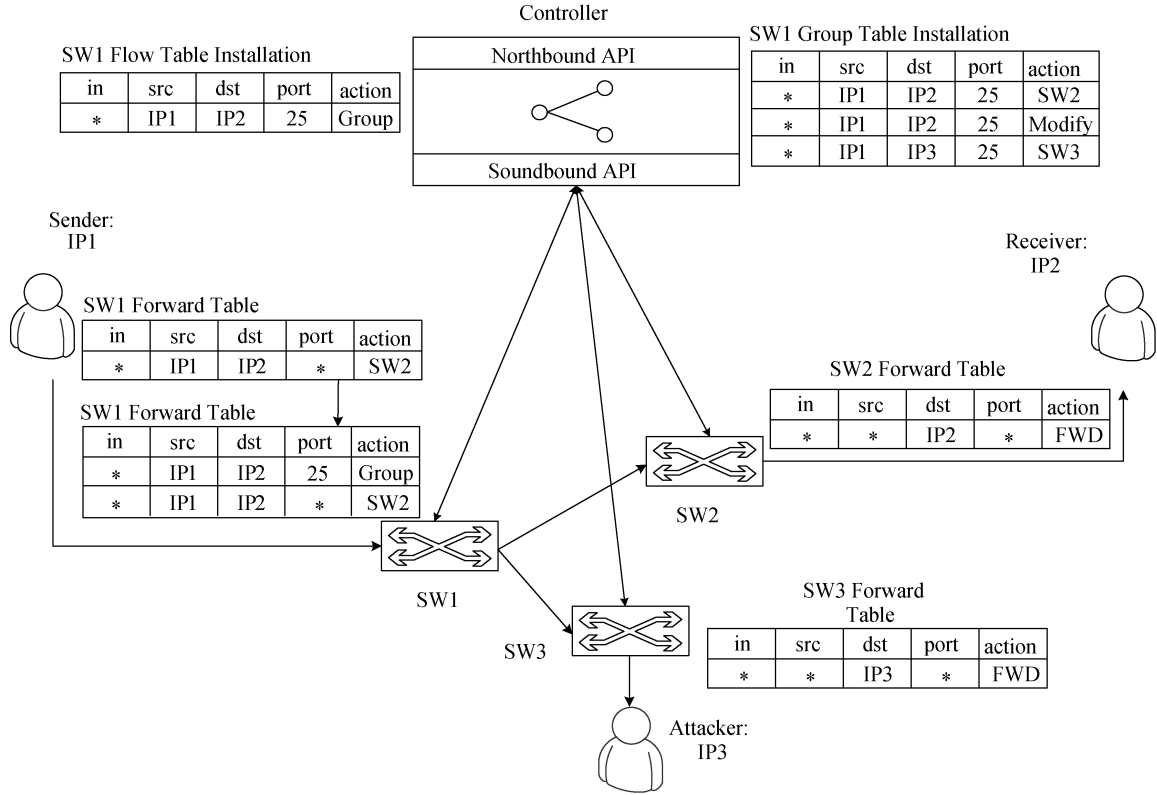 Controller
SW1 Flow Table Installation
in src dst port action
* IP1 IP2 25 Group
Northbound API
Soundbound API
SW1 Group Table Installation
in src dst port action
* IP1 IP2 25 SW2
* IP1 IP2 25 Modify
* IP1 IP3 25 SW3
Sender:
IP1
Receiver:
IP2
SW1 Forward Table
in src dst port action
* IP1 IP2 * SW2
SW1 Forward Table
in src dst port action
* IP1 IP2 25 Group
* IP1 IP2 * SW2
SW2 Forward Table
in src dst port action
* * IP2 * FWD
SW2
SW1
SW3
SW3 Forward
Table
in src dst port action
* * IP3 * FWD
Attacker:
IP3